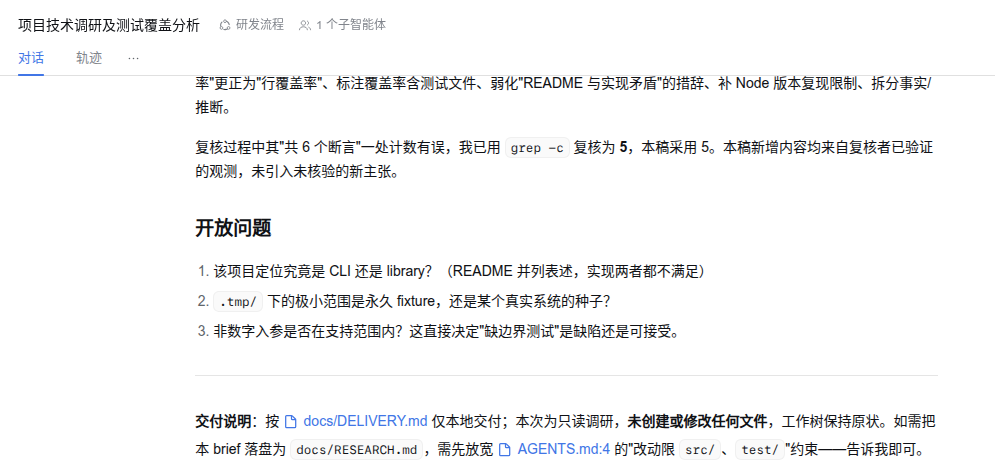 项目技术调研及测试覆盖分析 研发流程 1 个子智能体
对话 轨迹 ···
率"更正为"行覆盖率"、标注覆盖率含测试文件、弱化"README 与实现矛盾"的措辞、补 Node 版本复现限制、拆分事实/
推断。
复核过程中其"共 6 个断言"一处计数有误，我已用 grep -c 复核为 5，本稿采用 5。本稿新增内容均来自复核者已验证
的观测，未引入未核验的新主张。
开放问题
1. 该项目定位究竟是 CLI 还是 library？（README 并列表述，实现两者都不满足）
2. .tmp/ 下的极小范围是永久 fixture，还是某个真实系统的种子？
3. 非数字入参是否在支持范围内？这直接决定"缺边界测试"是缺陷还是可接受。
交付说明：按 docs/DELIVERY.md 仅本地交付；本次为只读调研，未创建或修改任何文件，工作树保持原状。如需把
本 brief 落盘为 docs/RESEARCH.md ，需先放宽 AGENTS.md:4 的"改动限 src/、test/"约束——告诉我即可。